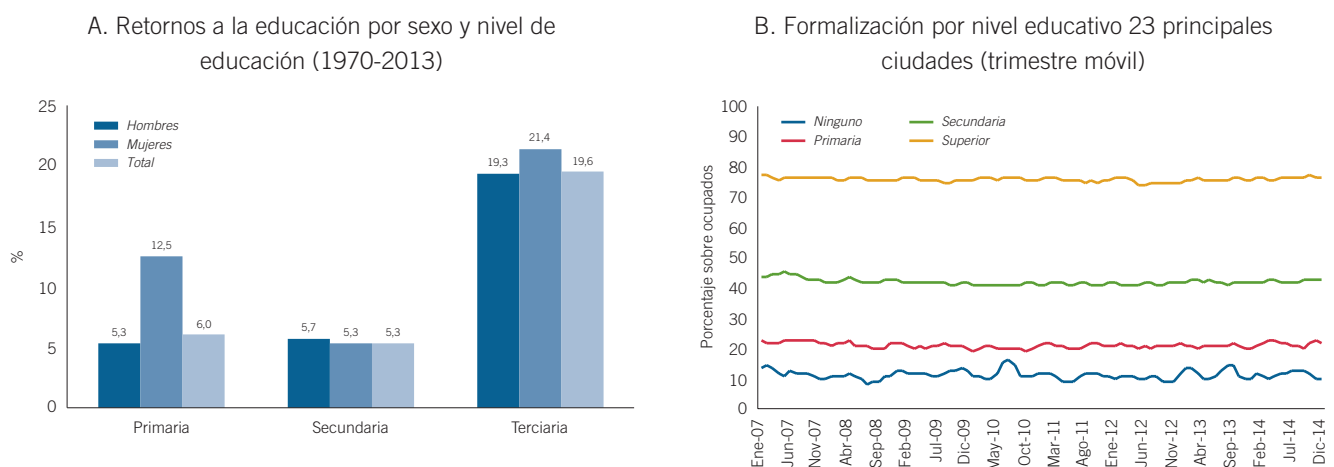 A. Retornos a la educación por sexo y nivel de
educación (1970-2013)
25
20
15
10
5
0
%
Hombres
Mujeres
Total
5,3
12,5
6,0
5,7
5,3
5,3
19,3
21,4
19,6
Primaria
Secundaria
Terciaria
B. Formalización por nivel educativo 23 principales
ciudades (trimestre móvil)
Porcentaje sobre ocupados
100
90
80
70
60
50
40
30
20
10
0
Ninguno
Primaria
Secundaria
Superior
Ene-07
Jun-07
Nov-07
Abr-08
Sep-08
Feb-09
Jul-09
Dic-09
May-10
Oct-10
Mar-11
Ago-11
Ene-12
Jun-12
Nov-12
Abr-13
Sep-13
Feb-14
Jul-14
Dic-14